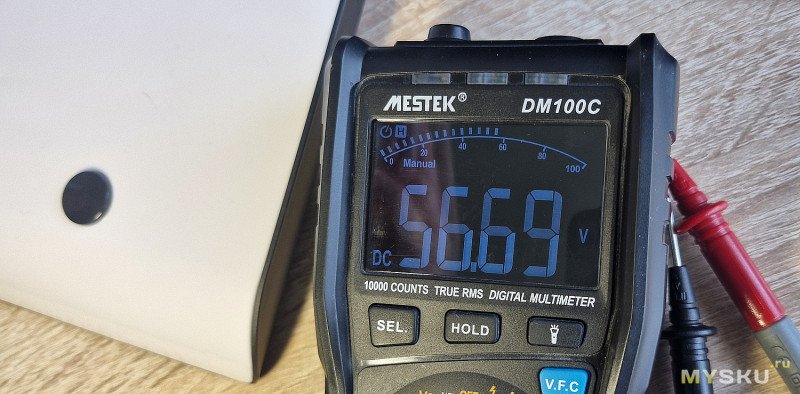 MESTEK® DM100C
H
0 20 40 60 80 100
Manual
DC 56.69 V
10000 COUNTS TRUE RMS DIGITAL MULTIMETER
SEL. HOLD
V.F.C
MYSKU.ru